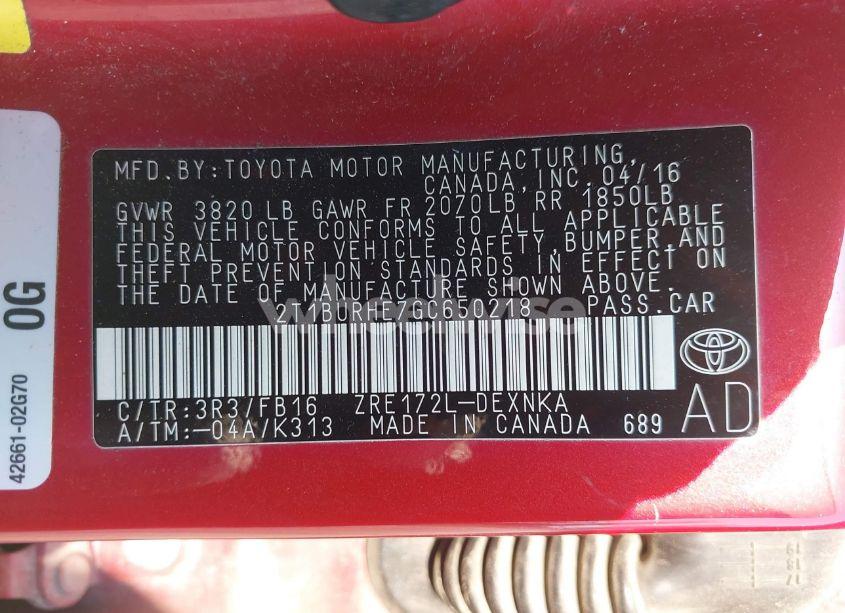 MFD.BY:TOYOTA MOTOR MANUFACTURING,
CANADA,INC. 04/16
GVWR 3820 LB GAWR FR 2070LB RR 1850LB
THIS VEHICLE CONFORMS TO ALL APPLICABLE
FEDERAL MOTOR VEHICLE SAFETY,BUMPER,AND
THEFT PREVENTION STANDARDS IN EFFECT ON
THE DATE OF MANUFACTURE SHOWN ABOVE.
PASS.CAR
C/TR:3R3/FB16 ZRE172L-DEXNKA
A/TM:-04A/K313 MADE IN CANADA 689
AD
0G
42661-02G70